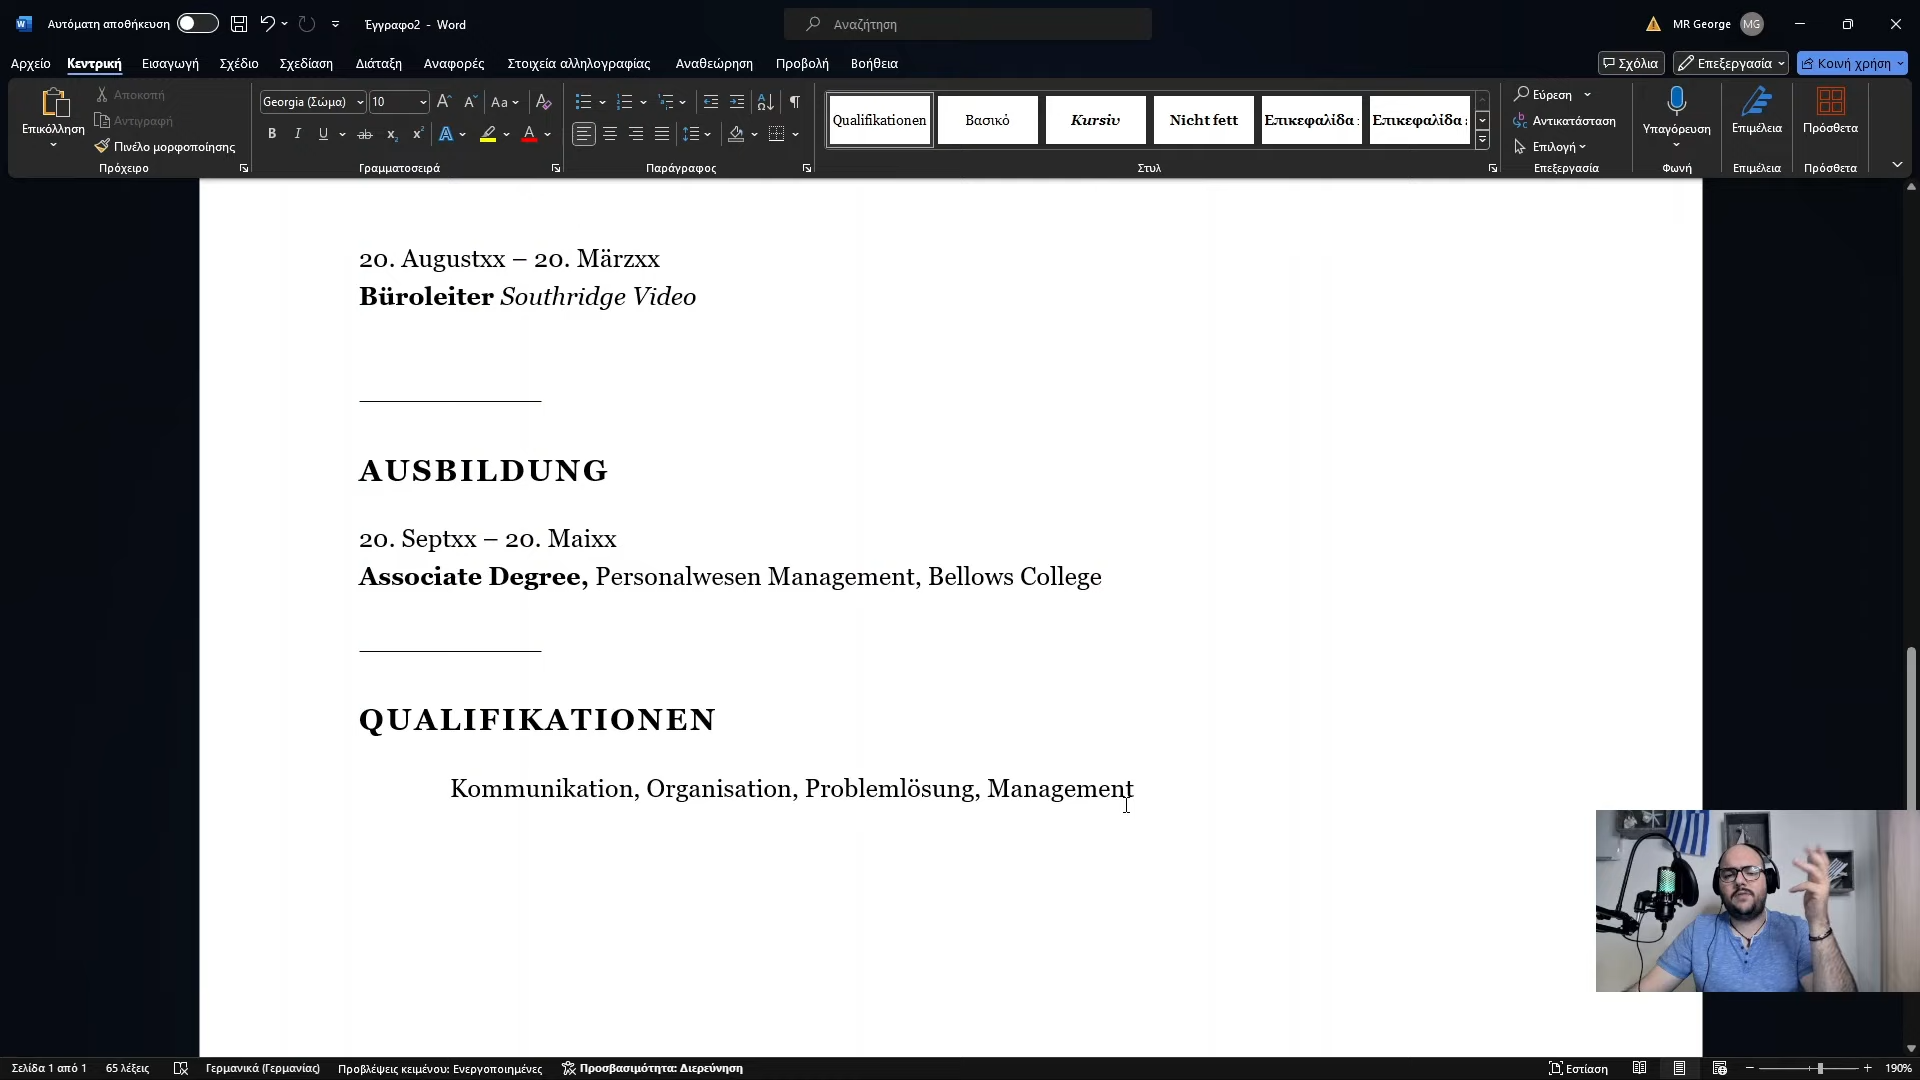 Αυτόματη αποθήκευση
Έγγραφο2 - Word
Αναζήτηση
MR George
MG
Αρχείο Κεντρική Εισαγωγή Σχέδιο Σχεδίαση Διάταξη Αναφορές Στοιχεία αλληλογραφίας Αναθεώρηση Προβολή Βοήθεια
Σχόλια
Επεξεργασία
Κοινή χρήση
Επικόλληση
Αποκοπή
Αντιγραφή
Πινέλο μορφοποίησης
Πρόχειρο
Georgia (Σώμα)
10
Γραμματοσειρά
Παράγραφος
Qualifikationen
Βασικό
Kursiv
Nicht fett
Επικεφαλίδα :
Επικεφαλίδα :
Στυλ
Εύρεση
Αντικατάσταση
Επιλογή
Επεξεργασία
Υπαγόρευση
Φωνή
Επιμέλεια
Επιμέλεια
Πρόσθετα
Πρόσθετα
20. Augustxx – 20. Märzxx
Büroleiter Southridge Video
AUSBILDUNG
20. Septxx – 20. Maixx
Associate Degree, Personalwesen Management, Bellows College
QUALIFIKATIONEN
Kommunikation, Organisation, Problemlösung, Management
Σελίδα 1 από 1
65 λέξεις
Γερμανικά (Γερμανίας)
Προβλέψεις κειμένου: Ενεργοποιημένες
Προσβασιμότητα: Διερεύνηση
Εστίαση
190%